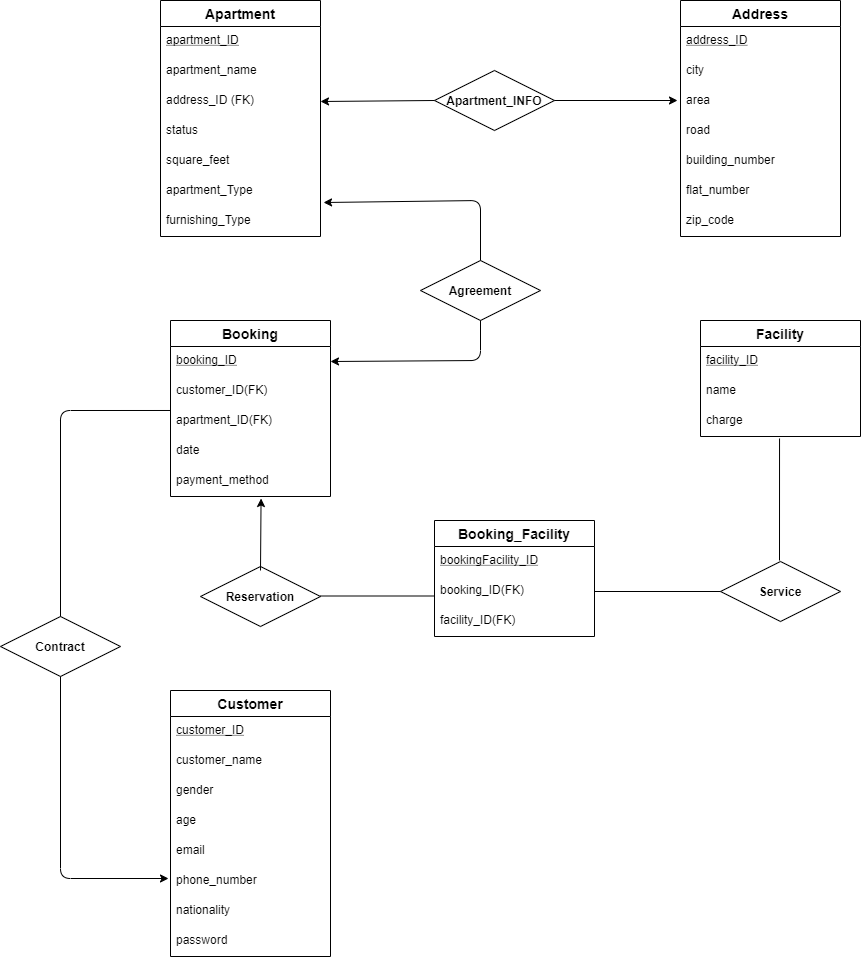 Apartment
apartment_ID
apartment_name
address_ID (FK)
status
square_feet
apartment_Type
furnishing_Type
Apartment_INFO
Address
address_ID
city
area
road
building_number
flat_number
zip_code
Agreement
Booking
booking_ID
customer_ID(FK)
apartment_ID(FK)
date
payment_method
Facility
facility_ID
name
charge
Reservation
Booking_Facility
bookingFacility_ID
booking_ID(FK)
facility_ID(FK)
Service
Contract
Customer
customer_ID
customer_name
gender
age
email
phone_number
nationality
password